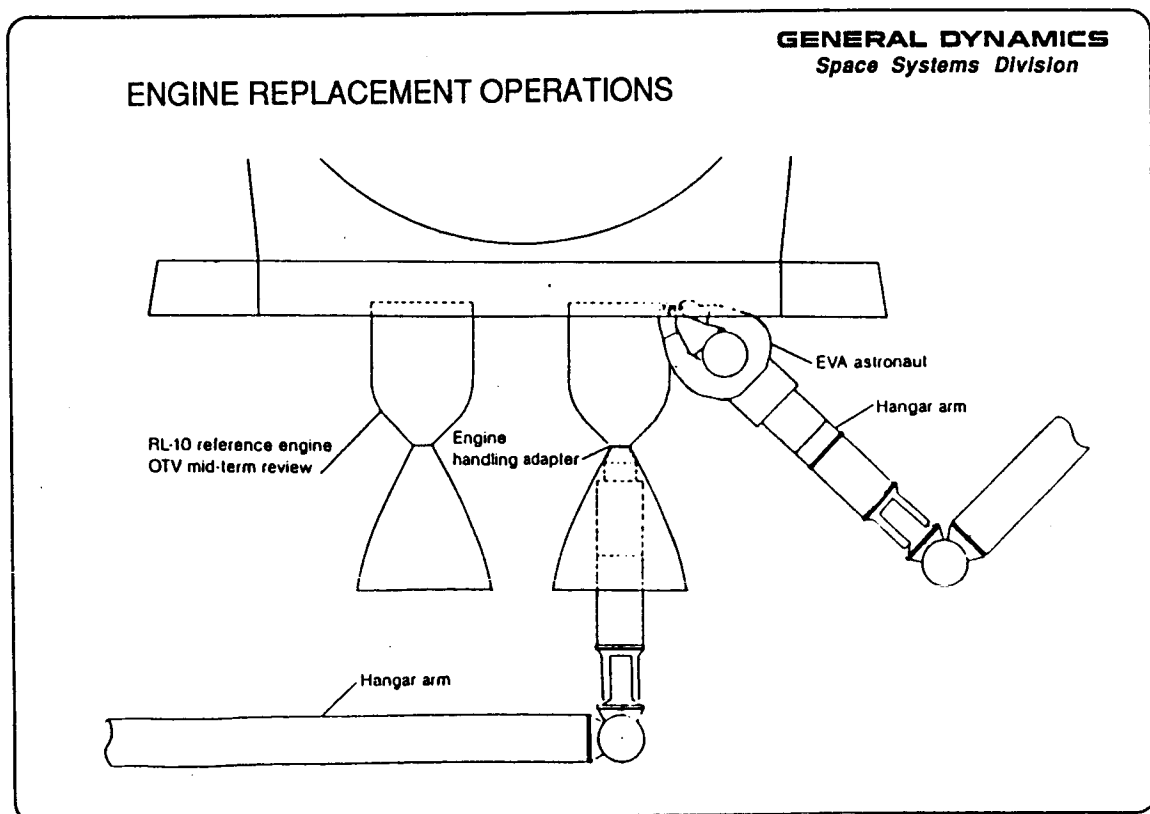 GENERAL DYNAMICS
Space Systems Division
ENGINE REPLACEMENT OPERATIONS
EVA astronaut
Hangar arm
RL-10 reference engine
OTV mid-term review
Engine
handling adapter
Hangar arm